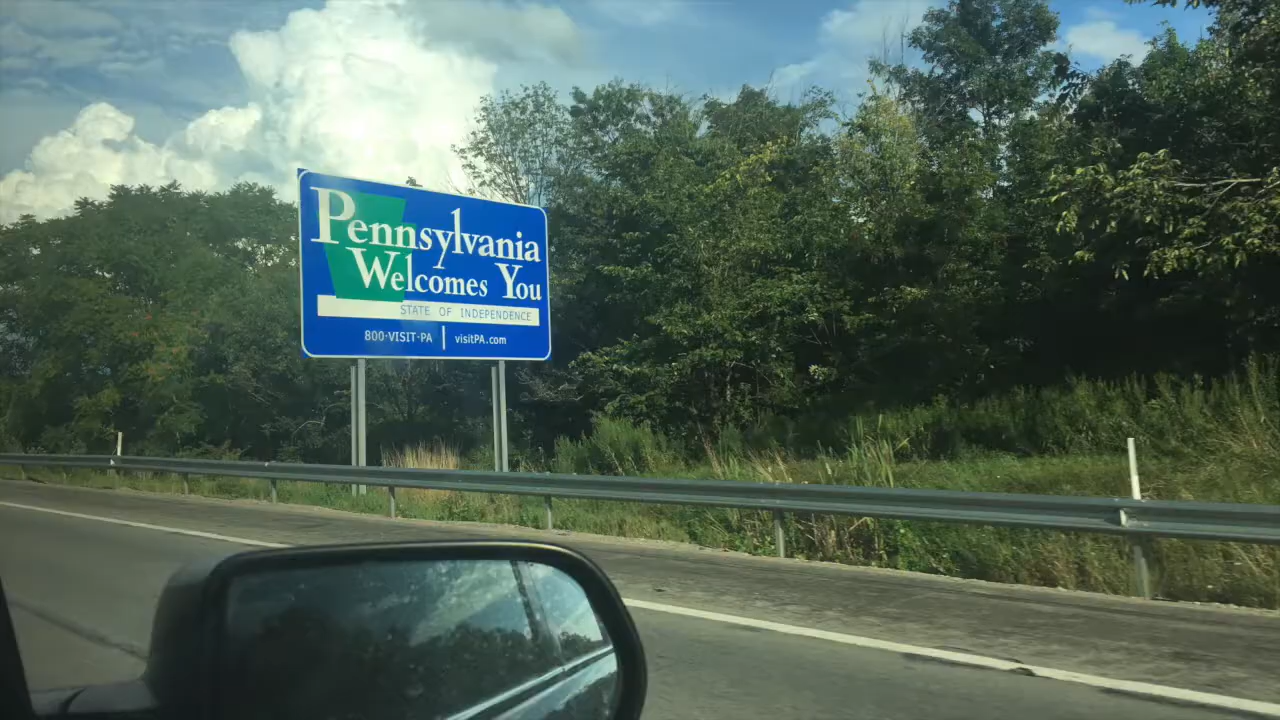 Pennsylvania
Welcomes You
STATE OF INDEPENDENCE
800·VISIT·PA | visitPA.com